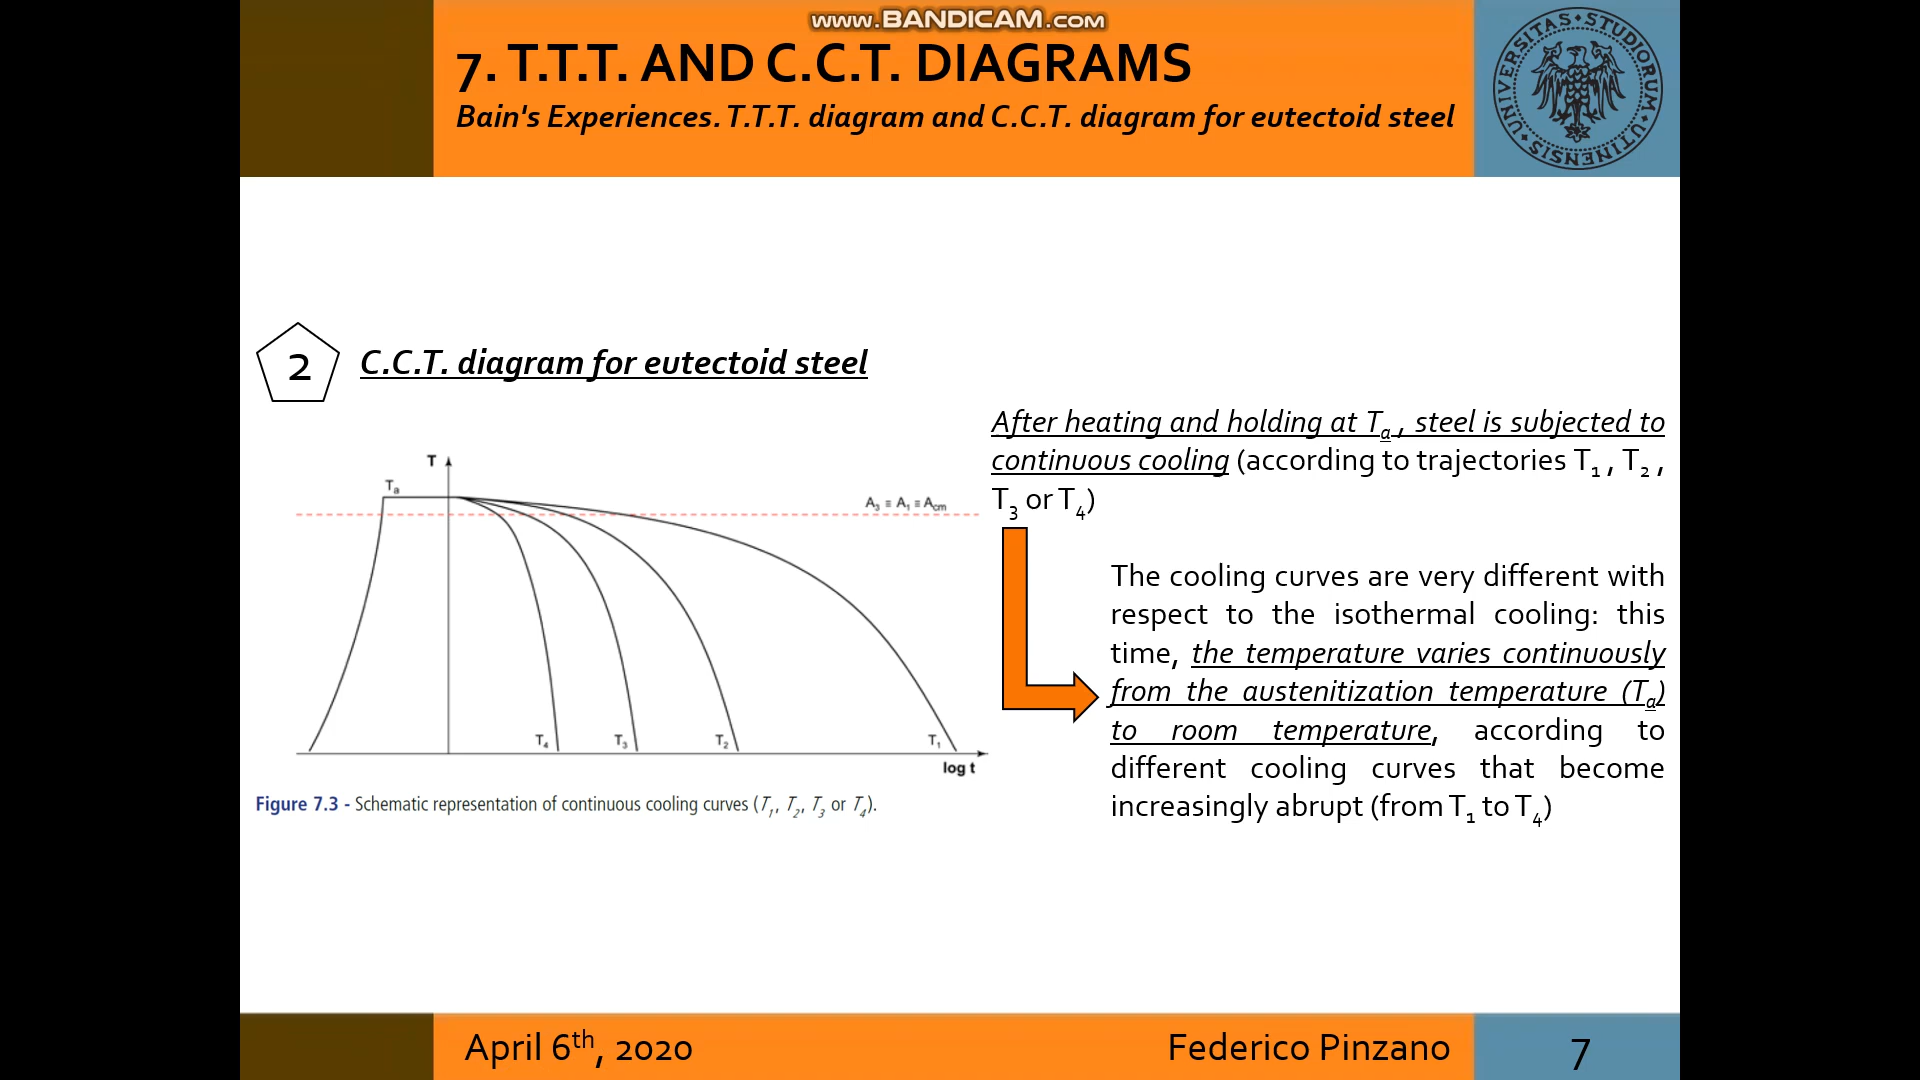 www.BANDICAM.com
7. T.T.T. AND C.C.T. DIAGRAMS
Bain's Experiences. T.T.T. diagram and C.C.T. diagram for eutectoid steel
UNIVERSITAS STUDIORUM UTINENSIS
2
C.C.T. diagram for eutectoid steel
After heating and holding at Ta, steel is subjected to
continuous cooling (according to trajectories T1, T2,
T3 or T4)
T
Ta
A3 ≡ A1 ≡ Acm
T4
T3
T2
T1
log t
Figure 7.3 - Schematic representation of continuous cooling curves (T1, T2, T3 or T4).
The cooling curves are very different with
respect to the isothermal cooling: this
time, the temperature varies continuously
from the austenitization temperature (Ta)
to room temperature, according to
different cooling curves that become
increasingly abrupt (from T1 to T4)
April 6th, 2020
Federico Pinzano
7